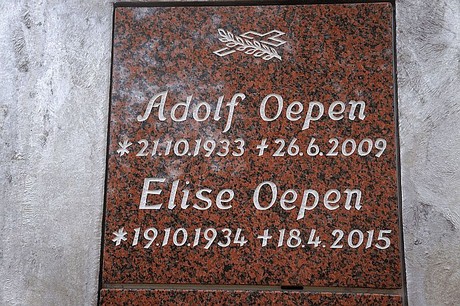 Adolf Oepen
*21.10.1933 +26.6.2009
Elise Oepen
*19.10.1934 +18.4.2015